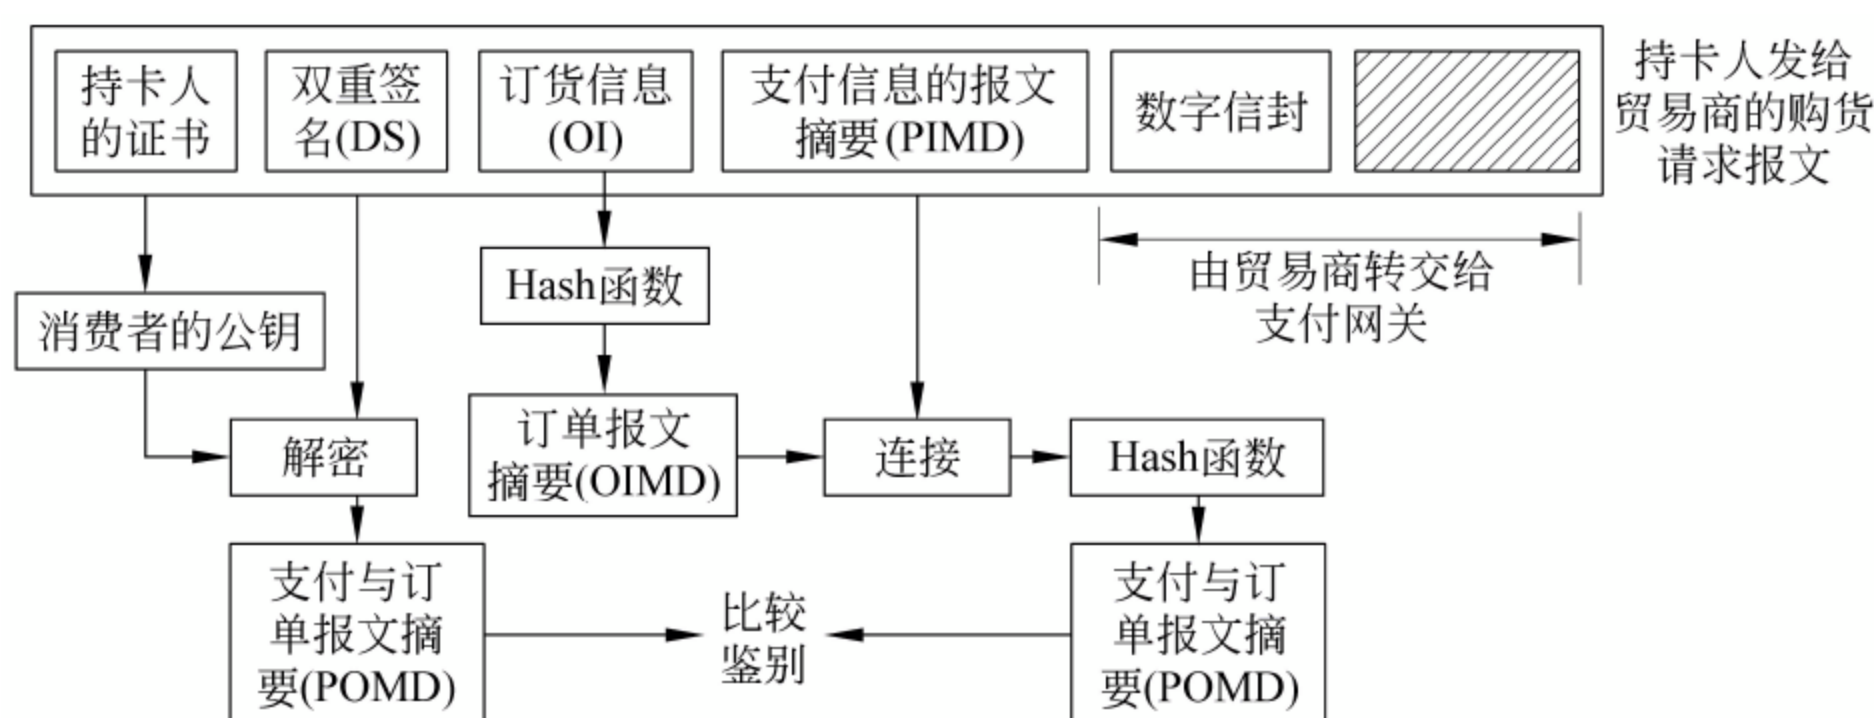 持卡人
的证书
双重签
名(DS)
订货信息
(OI)
支付信息的报文
摘要(PIMD)
数字信封
持卡人发给
贸易商的购货
请求报文
由贸易商转交给
支付网关
Hash函数
消费者的公钥
解密
订单报文
摘要(OIMD)
连接
Hash函数
支付与订
单报文摘
要(POMD)
比较
鉴别
支付与订
单报文摘
要(POMD)